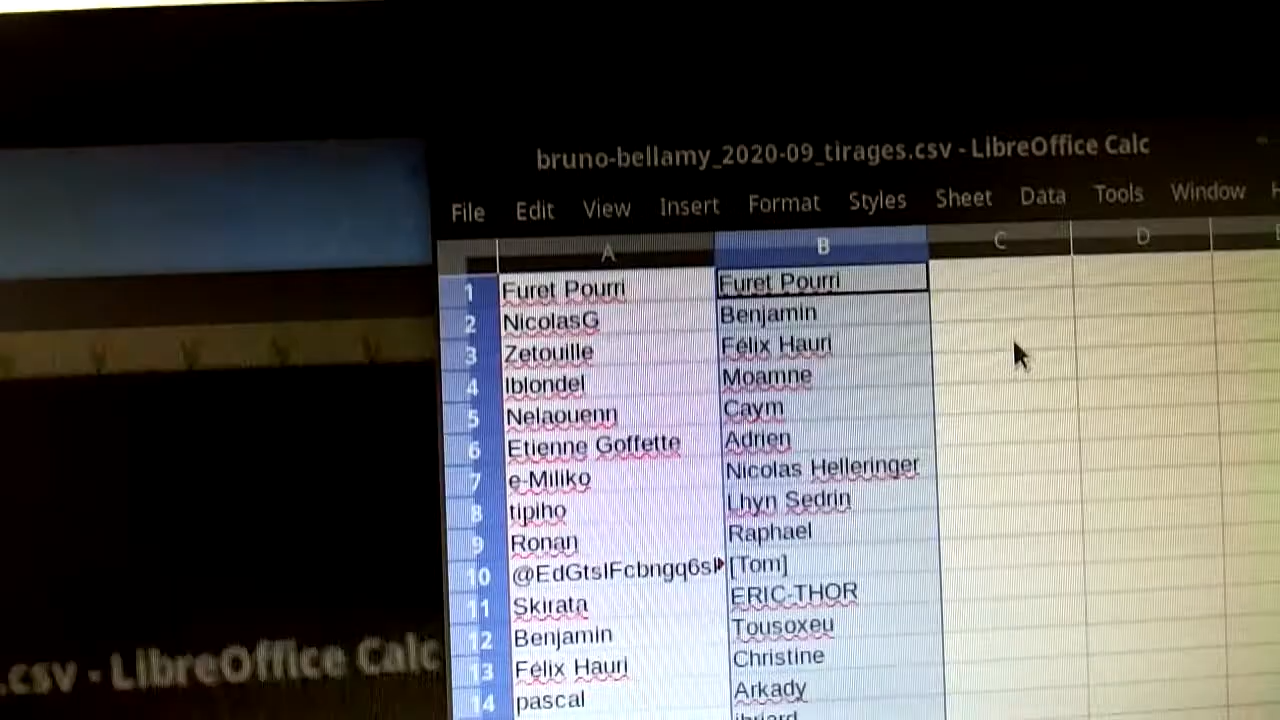 bruno-bellamy_2020-09_tirages.csv - LibreOffice Calc
File Edit View Insert Format Styles Sheet Data Tools Window
A B C D
1 Furet Pourri Furet Pourri
2 NicolasG Benjamin
3 Zetouille Félix Hauri
4 lblondel Moamne
5 Nelaouenn Caym
6 Etienne Goffette Adrien
7 e-Miliko Nicolas Helleringer
8 tipiho Lhyn Sedrin
9 Ronan Raphael
10 [Tom]
11 Skirata ERIC-THOR
12 Benjamin Tousoxeu
13 Félix Hauri Christine
14 pascal Arkady
.csv - LibreOffice Calc